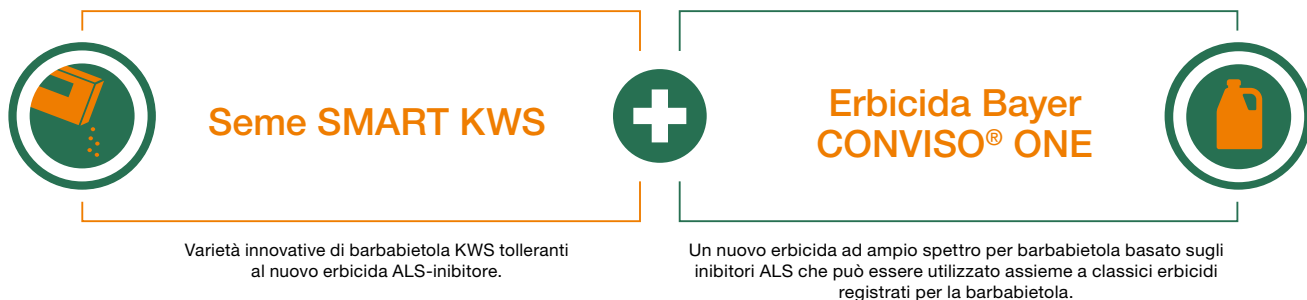 Seme SMART KWS
Erbicida Bayer
CONVISO® ONE
Varietà innovative di barbabietola KWS tolleranti
al nuovo erbicida ALS-inibitore.
Un nuovo erbicida ad ampio spettro per barbabietola basato sugli
inibitori ALS che può essere utilizzato assieme a classici erbicidi
registrati per la barbabietola.